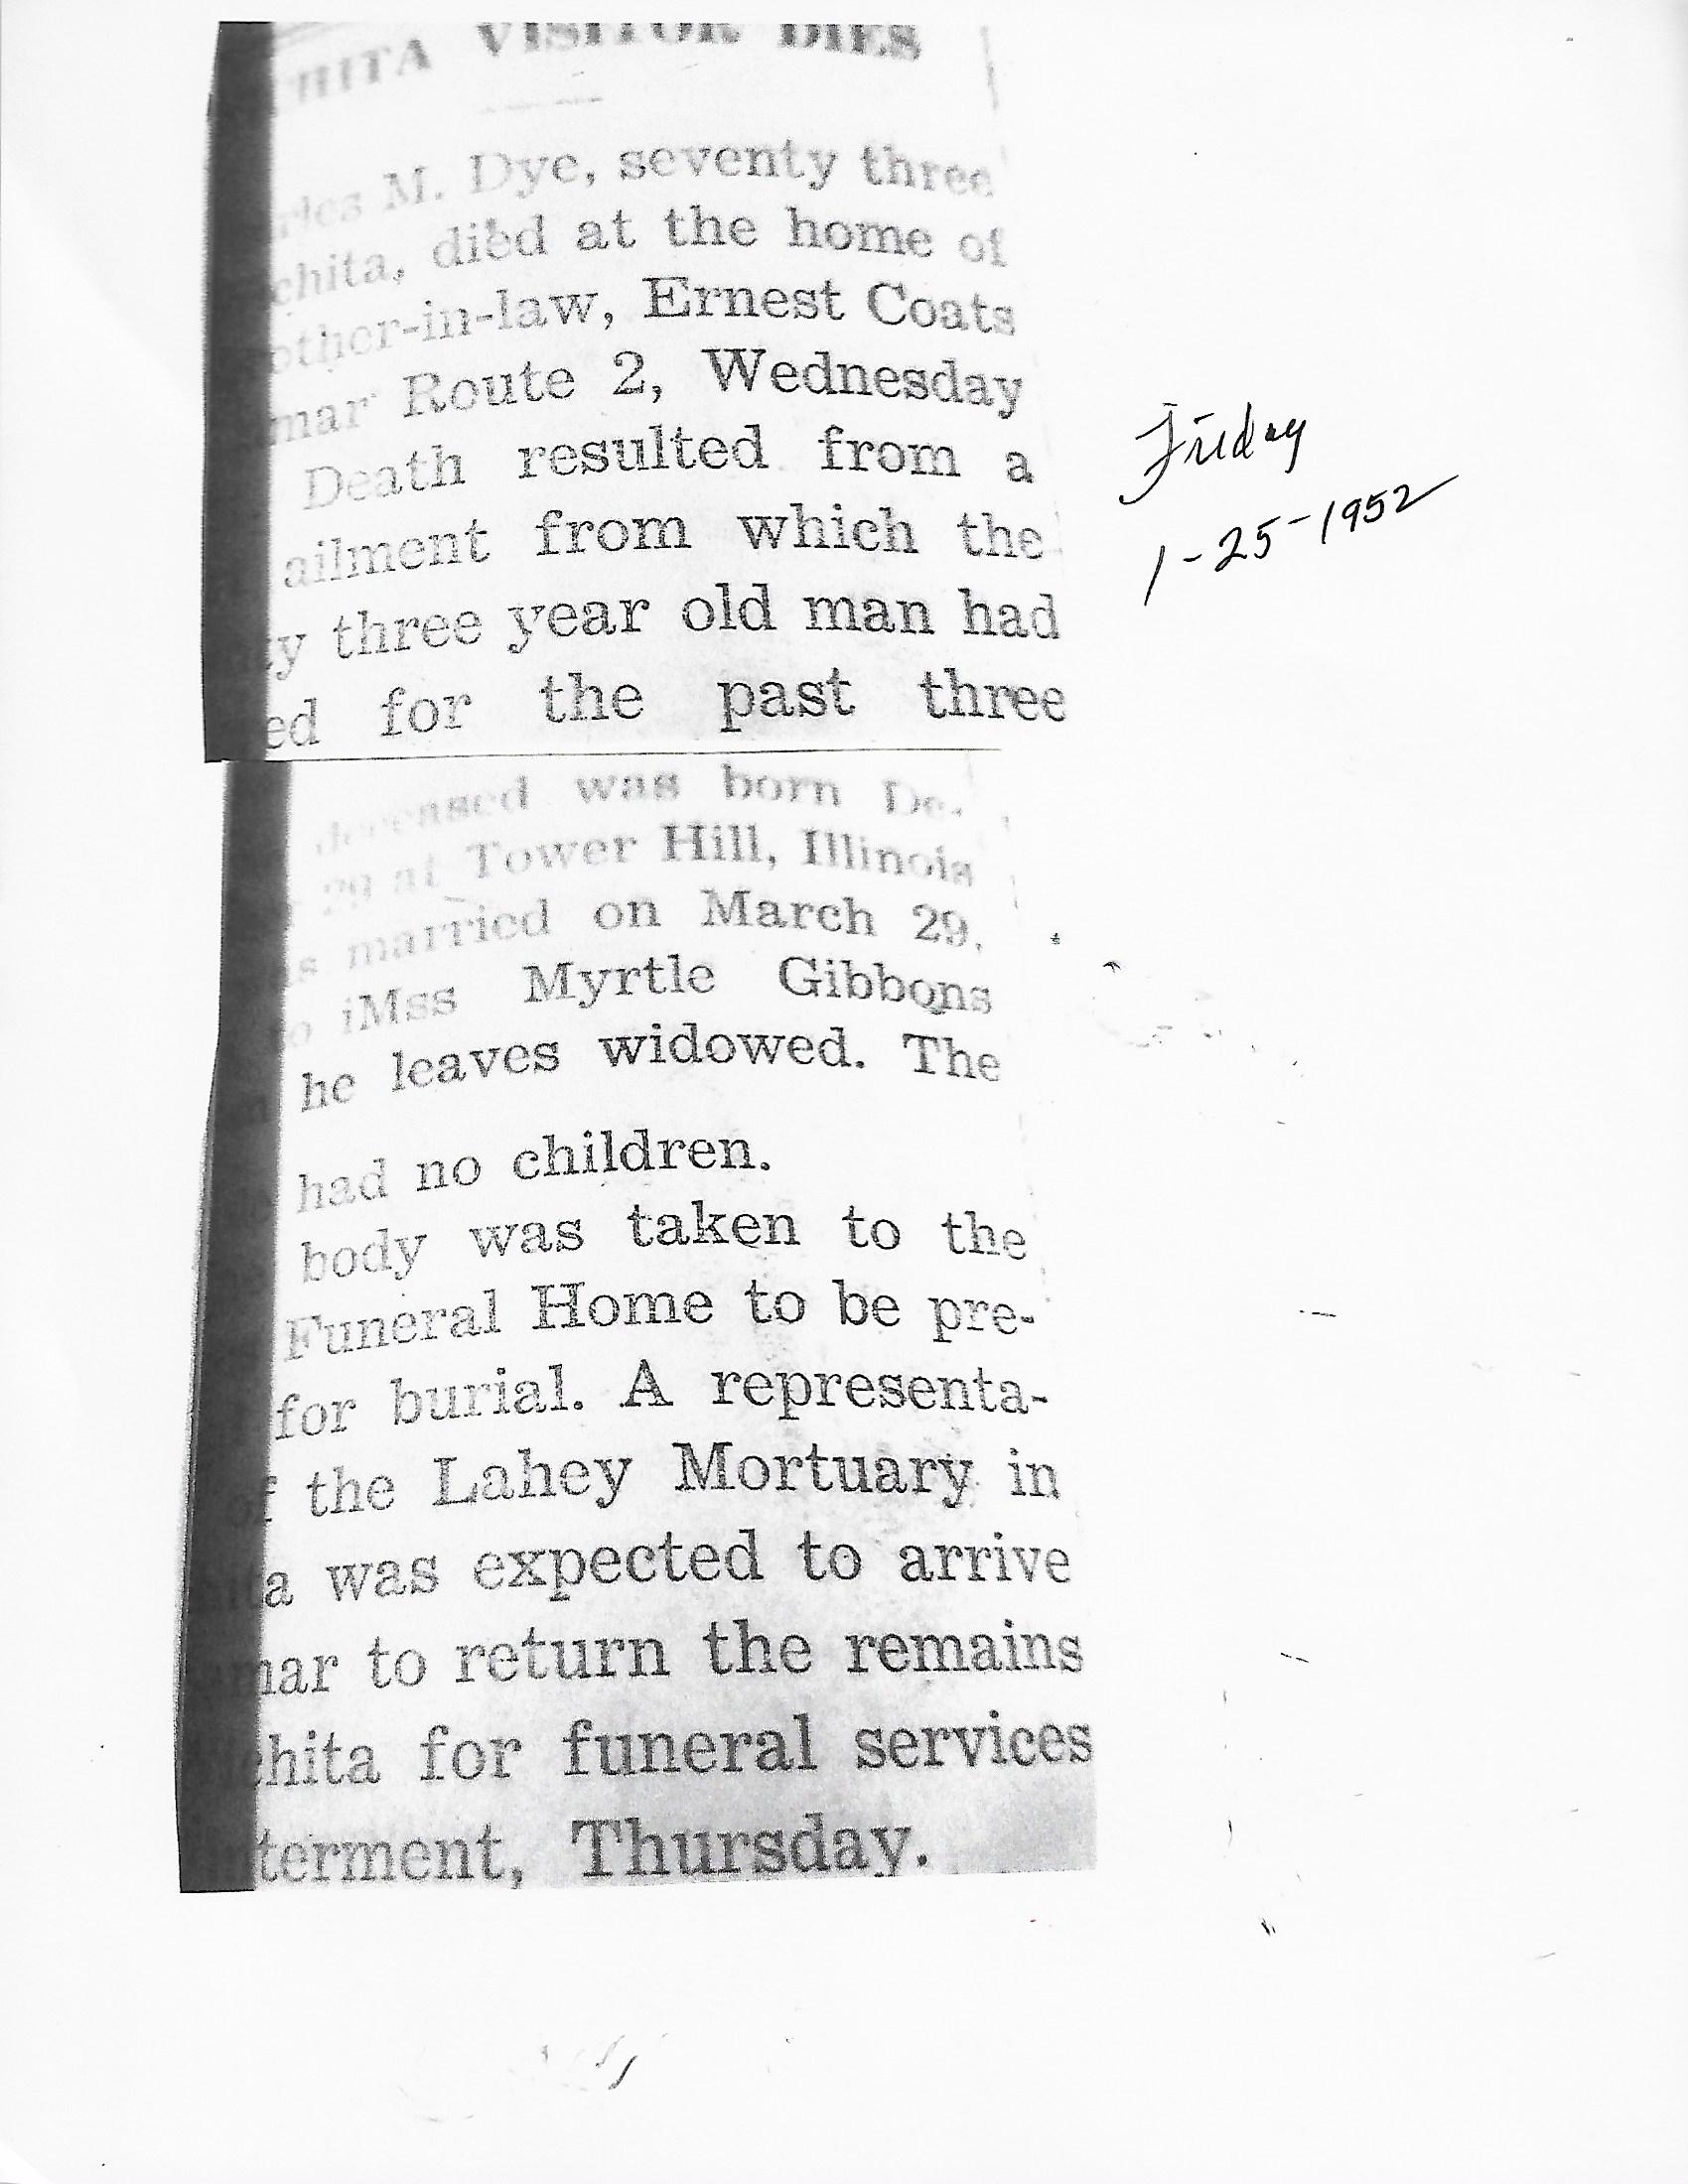 HITA VISITOR DIES
rles M. Dye, seventy three
chita, died at the home of
other-in-law, Ernest Coats
mar Route 2, Wednesday
Death resulted from a
ailment from which the
y three year old man had
ed for the past three
deceased was born De.
29 at Tower Hill, Illinois
s married on March 29,
o iMss Myrtle Gibbons
he leaves widowed. The
had no children.
body was taken to the
Funeral Home to be pre-
for burial. A representa-
of the Lahey Mortuary in
ita was expected to arrive
mar to return the remains
chita for funeral services
terment, Thursday.
Friday
1-25-1952